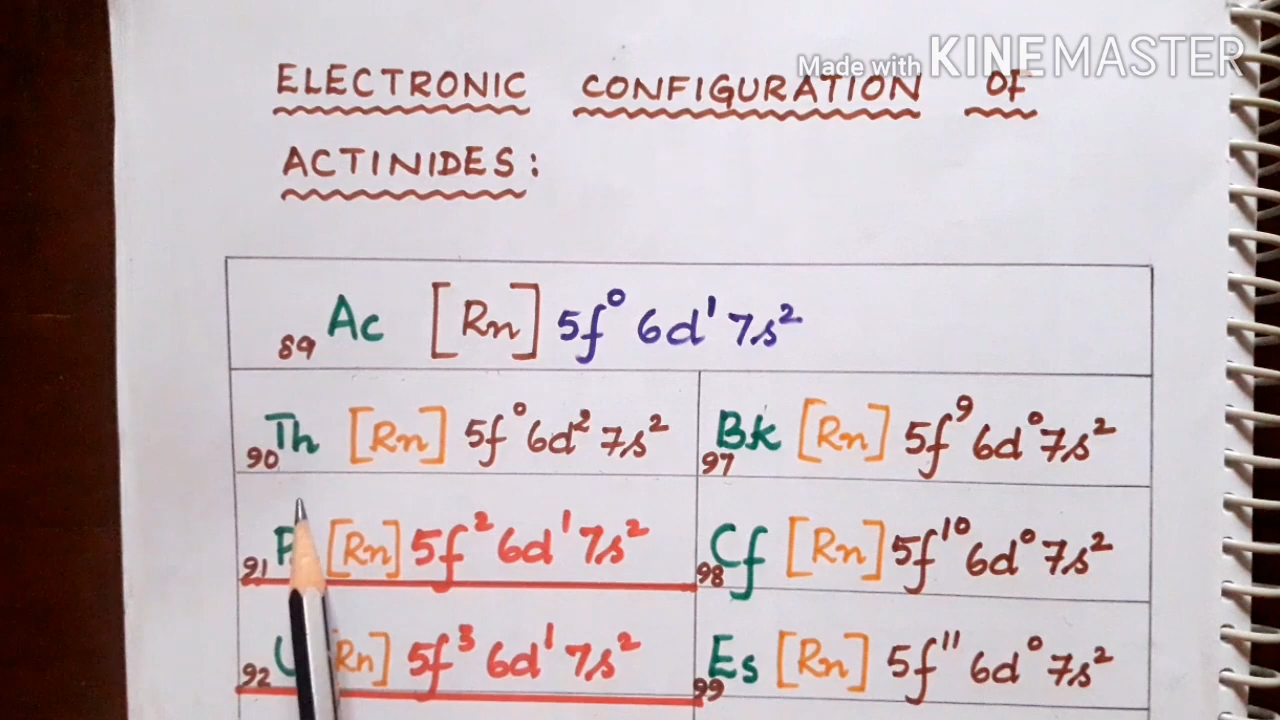 Made with KINEMASTER
ELECTRONIC CONFIGURATION OF
ACTINIDES:
89Ac [Rn] 5f⁰ 6d¹ 7s²
90Th [Rn] 5f⁰ 6d² 7s²
97Bk [Rn] 5f⁹ 6d⁰ 7s²
91P [Rn] 5f² 6d¹ 7s²
98Cf [Rn] 5f¹⁰ 6d⁰ 7s²
92U [Rn] 5f³ 6d¹ 7s²
99Es [Rn] 5f¹¹ 6d⁰ 7s²